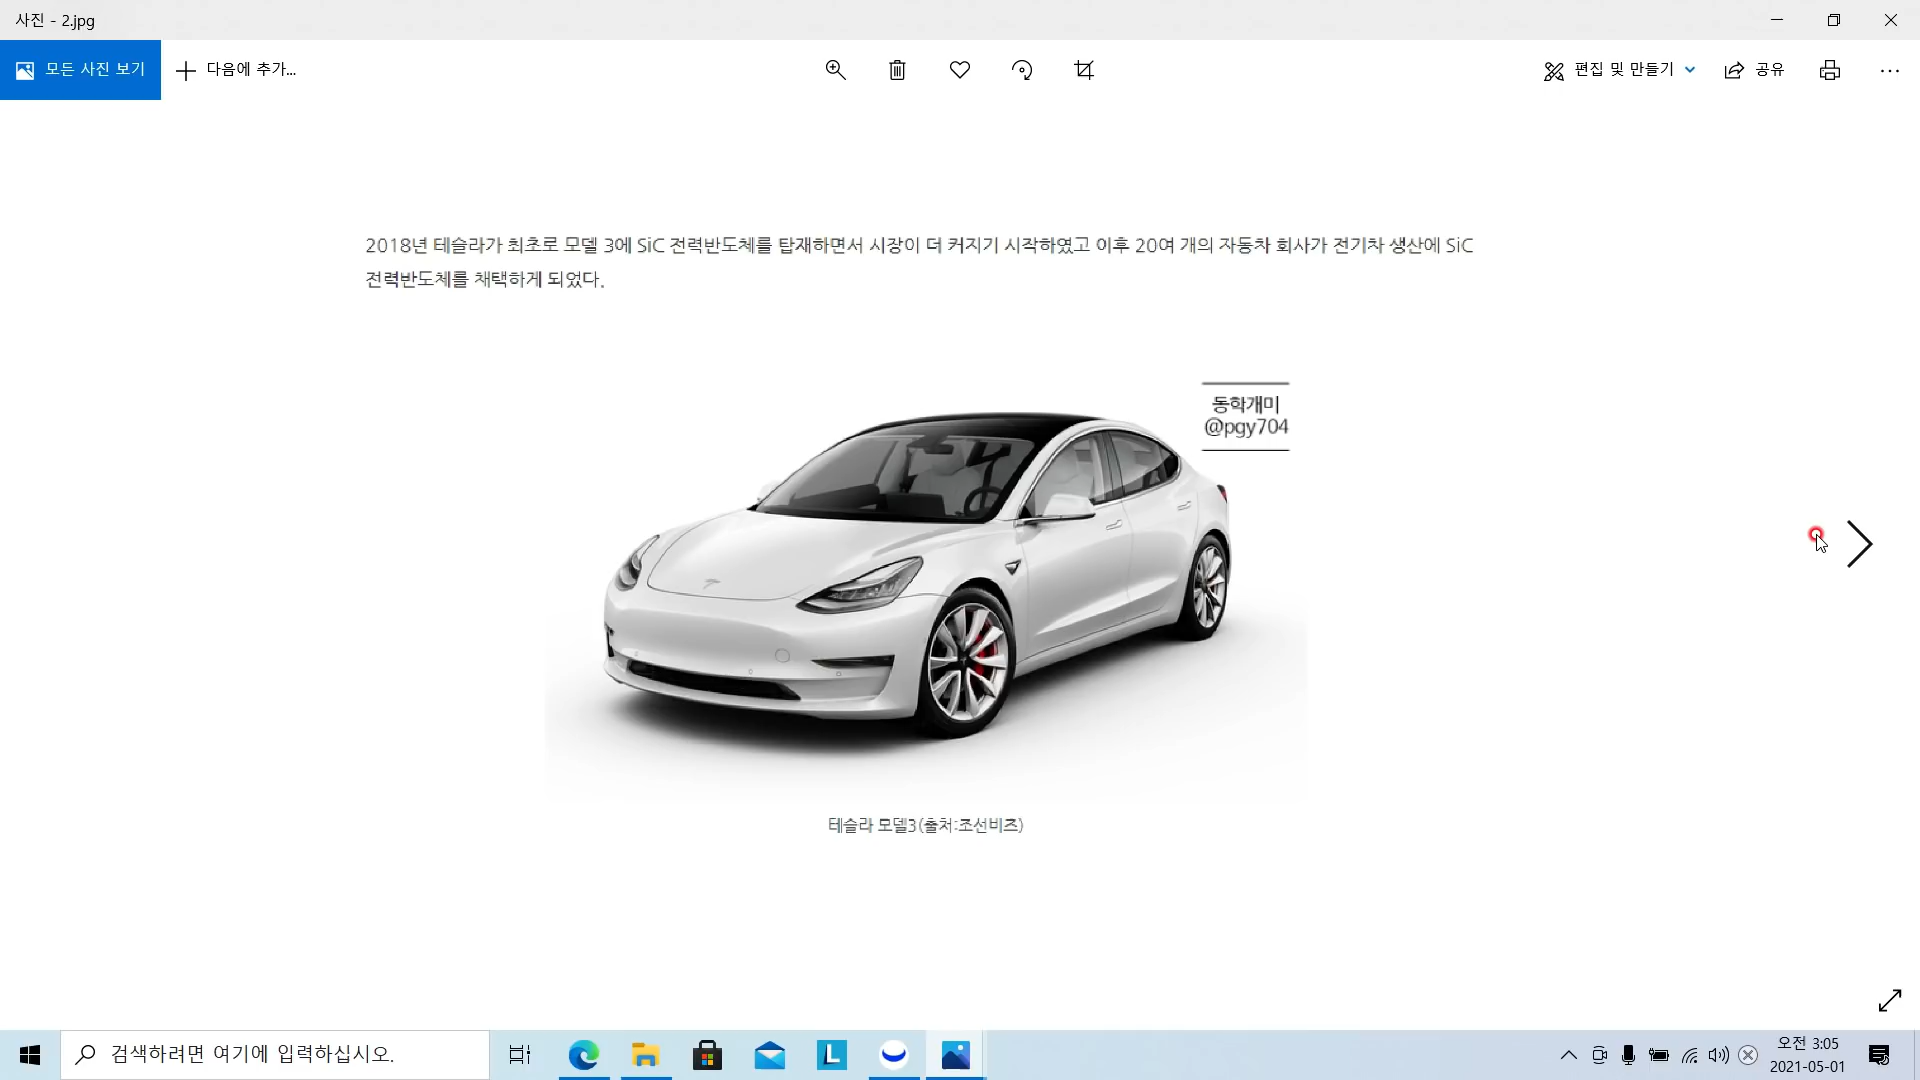 사진 - 2.jpg
모든 사진 보기
다음에 추가...
편집 및 만들기
공유
2018년 테슬라가 최초로 모델 3에 SiC 전력반도체를 탑재하면서 시장이 더 커지기 시작하였고 이후 20여 개의 자동차 회사가 전기차 생산에 SiC
전력반도체를 채택하게 되었다.
동학개미
@pgy704
테슬라 모델3(출처:조선비즈)
검색하려면 여기에 입력하십시오.
L
오전 3:05
2021-05-01
3